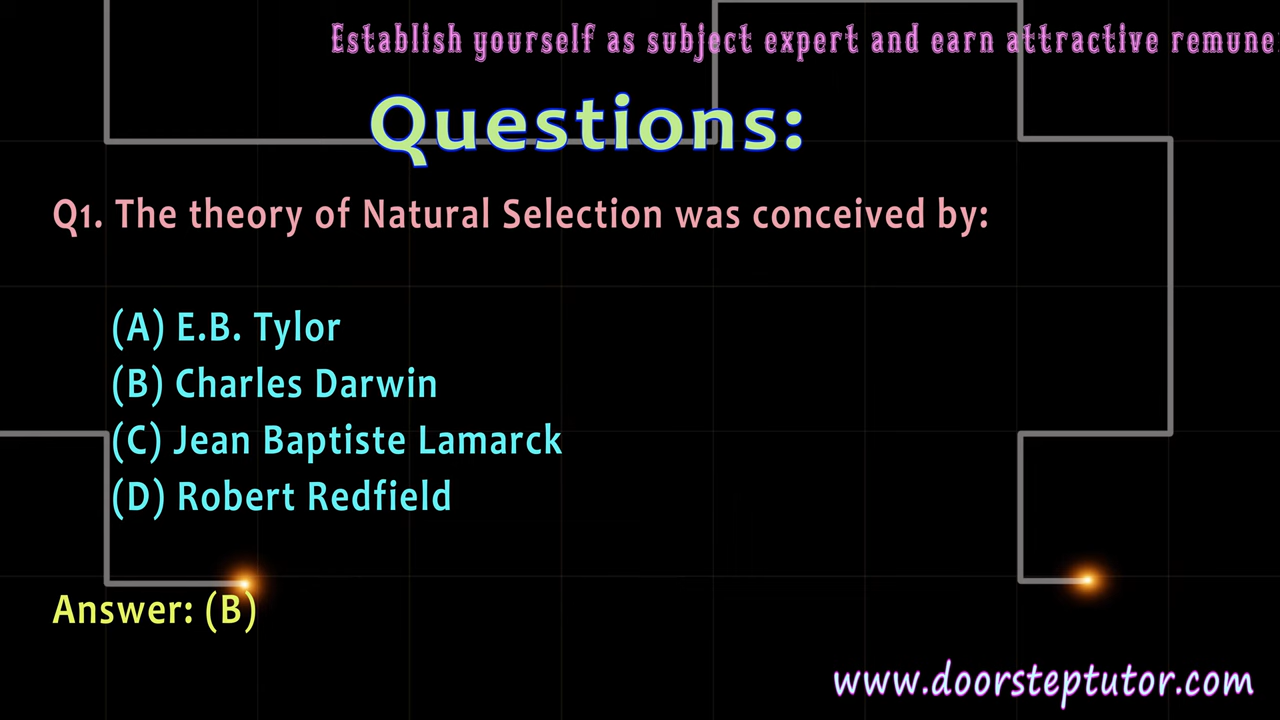 Establish yourself as subject expert and earn attractive
Questions:
Q1. The theory of Natural Selection was conceived by:
(A) E.B. Tylor
(B) Charles Darwin
(C) Jean Baptiste Lamarck
(D) Robert Redfield
Answer: (B)
www.doorsteptutor.com